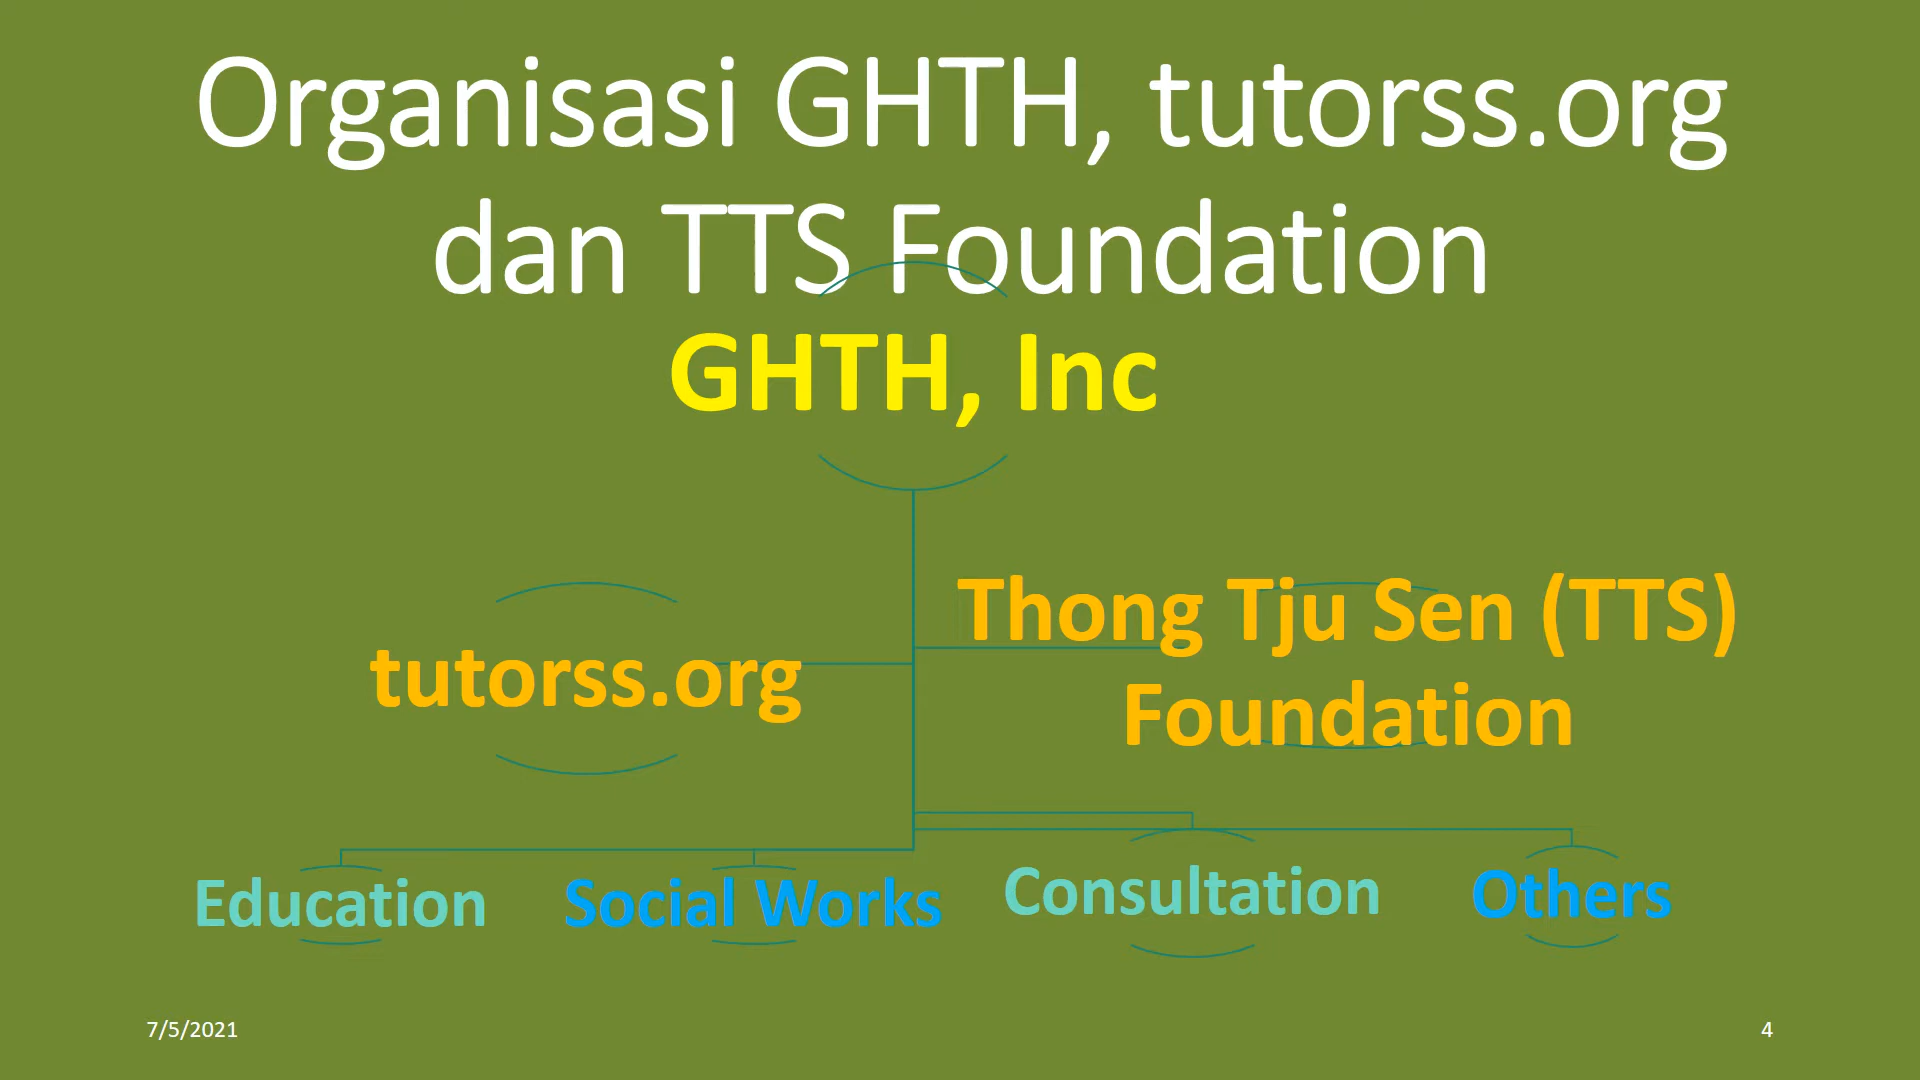 Organisasi GHTH, tutorss.org
dan TTS Foundation
GHTH, Inc
tutorss.org
Thong Tju Sen (TTS)
Foundation
Education
Social Works
Consultation
Others
7/5/2021
4